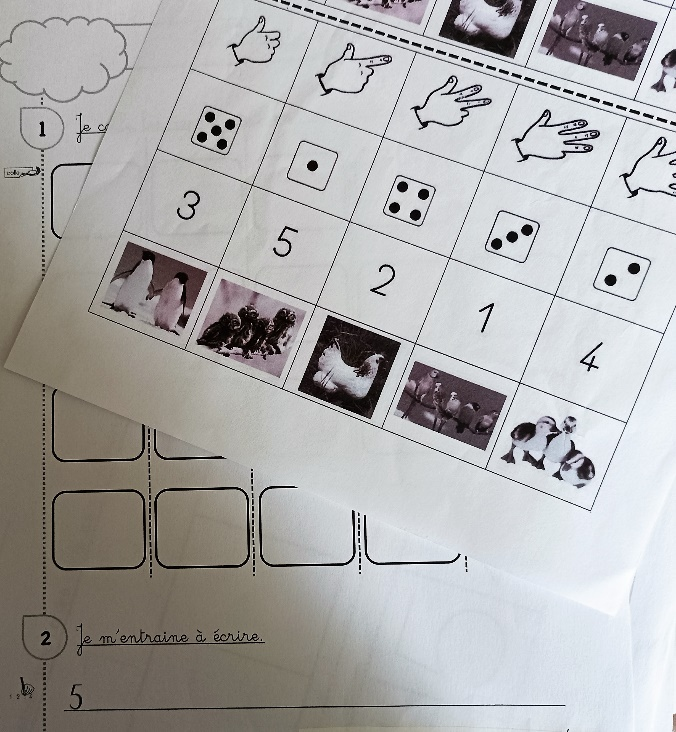 1 Je c
3 5 2 1 4
2 Je m'entraine à écrire.
5